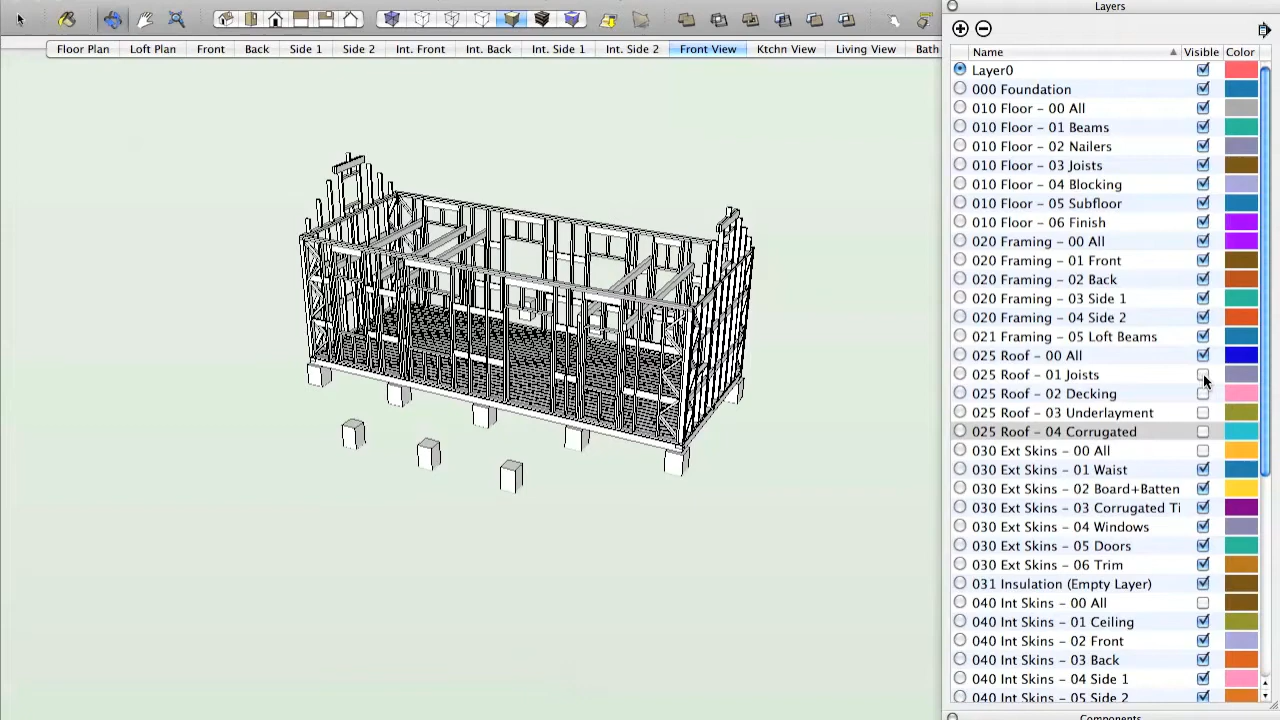 Layers
Floor Plan Loft Plan Front Back Side 1 Side 2 Int. Front Int. Back Int. Side 1 Int. Side 2 Front View Ktchn View Living View Bath
Name Visible Color
Layer0
000 Foundation
010 Floor – 00 All
010 Floor – 01 Beams
010 Floor – 02 Nailers
010 Floor – 03 Joists
010 Floor – 04 Blocking
010 Floor – 05 Subfloor
010 Floor – 06 Finish
020 Framing – 00 All
020 Framing – 01 Front
020 Framing – 02 Back
020 Framing – 03 Side 1
020 Framing – 04 Side 2
021 Framing – 05 Loft Beams
025 Roof – 00 All
025 Roof – 01 Joists
025 Roof – 02 Decking
025 Roof – 03 Underlayment
025 Roof – 04 Corrugated
030 Ext Skins – 00 All
030 Ext Skins – 01 Waist
030 Ext Skins – 02 Board+Batten
030 Ext Skins – 03 Corrugated Ti
030 Ext Skins – 04 Windows
030 Ext Skins – 05 Doors
030 Ext Skins – 06 Trim
031 Insulation (Empty Layer)
040 Int Skins – 00 All
040 Int Skins – 01 Ceiling
040 Int Skins – 02 Front
040 Int Skins – 03 Back
040 Int Skins – 04 Side 1
040 Int Skins – 05 Side 2
Components